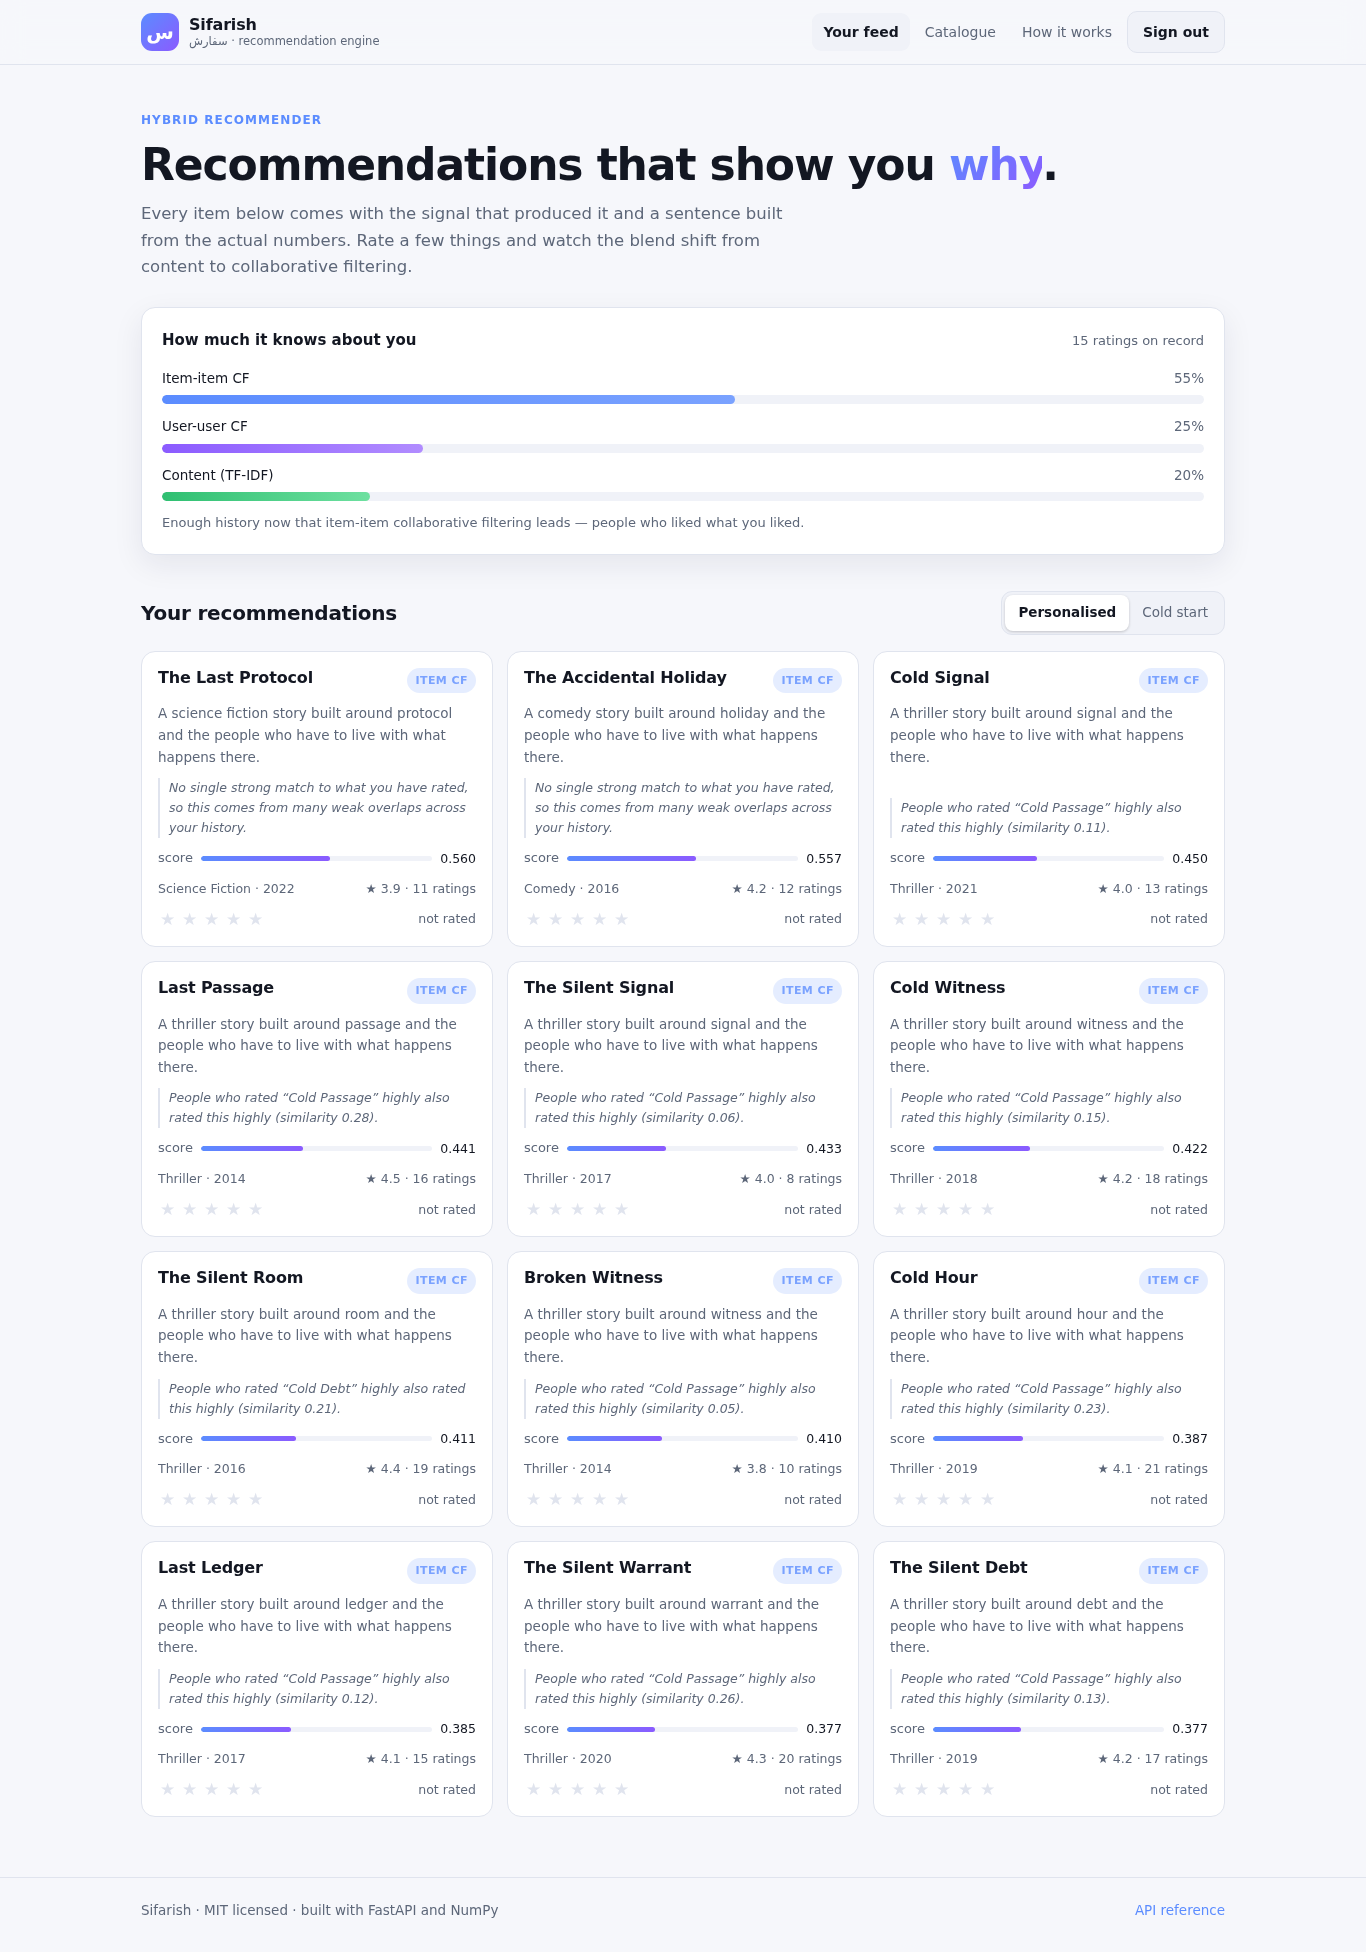 س
Sifarish
سفارش · recommendation engine
Your feed
Catalogue
How it works
Sign out
HYBRID RECOMMENDER
Recommendations that show you why.
Every item below comes with the signal that produced it and a sentence built
from the actual numbers. Rate a few things and watch the blend shift from
content to collaborative filtering.
How much it knows about you
15 ratings on record
Item-item CF
55%
User-user CF
25%
Content (TF-IDF)
20%
Enough history now that item-item collaborative filtering leads — people who liked what you liked.
Your recommendations
Personalised
Cold start
The Last Protocol
ITEM CF
A science fiction story built around protocol
and the people who have to live with what
happens there.
No single strong match to what you have rated,
so this comes from many weak overlaps across
your history.
score
0.560
Science Fiction · 2022
★ 3.9 · 11 ratings
★ ★ ★ ★ ★
not rated
The Accidental Holiday
ITEM CF
A comedy story built around holiday and the
people who have to live with what happens
there.
No single strong match to what you have rated,
so this comes from many weak overlaps across
your history.
score
0.557
Comedy · 2016
★ 4.2 · 12 ratings
★ ★ ★ ★ ★
not rated
Cold Signal
ITEM CF
A thriller story built around signal and the
people who have to live with what happens
there.
People who rated “Cold Passage” highly also
rated this highly (similarity 0.11).
score
0.450
Thriller · 2021
★ 4.0 · 13 ratings
★ ★ ★ ★ ★
not rated
Last Passage
ITEM CF
A thriller story built around passage and the
people who have to live with what happens
there.
People who rated “Cold Passage” highly also
rated this highly (similarity 0.28).
score
0.441
Thriller · 2014
★ 4.5 · 16 ratings
★ ★ ★ ★ ★
not rated
The Silent Signal
ITEM CF
A thriller story built around signal and the
people who have to live with what happens
there.
People who rated “Cold Passage” highly also
rated this highly (similarity 0.06).
score
0.433
Thriller · 2017
★ 4.0 · 8 ratings
★ ★ ★ ★ ★
not rated
Cold Witness
ITEM CF
A thriller story built around witness and the
people who have to live with what happens
there.
People who rated “Cold Passage” highly also
rated this highly (similarity 0.15).
score
0.422
Thriller · 2018
★ 4.2 · 18 ratings
★ ★ ★ ★ ★
not rated
The Silent Room
ITEM CF
A thriller story built around room and the
people who have to live with what happens
there.
People who rated “Cold Debt” highly also rated
this highly (similarity 0.21).
score
0.411
Thriller · 2016
★ 4.4 · 19 ratings
★ ★ ★ ★ ★
not rated
Broken Witness
ITEM CF
A thriller story built around witness and the
people who have to live with what happens
there.
People who rated “Cold Passage” highly also
rated this highly (similarity 0.05).
score
0.410
Thriller · 2014
★ 3.8 · 10 ratings
★ ★ ★ ★ ★
not rated
Cold Hour
ITEM CF
A thriller story built around hour and the
people who have to live with what happens
there.
People who rated “Cold Passage” highly also
rated this highly (similarity 0.23).
score
0.387
Thriller · 2019
★ 4.1 · 21 ratings
★ ★ ★ ★ ★
not rated
Last Ledger
ITEM CF
A thriller story built around ledger and the
people who have to live with what happens
there.
People who rated “Cold Passage” highly also
rated this highly (similarity 0.12).
score
0.385
Thriller · 2017
★ 4.1 · 15 ratings
★ ★ ★ ★ ★
not rated
The Silent Warrant
ITEM CF
A thriller story built around warrant and the
people who have to live with what happens
there.
People who rated “Cold Passage” highly also
rated this highly (similarity 0.26).
score
0.377
Thriller · 2020
★ 4.3 · 20 ratings
★ ★ ★ ★ ★
not rated
The Silent Debt
ITEM CF
A thriller story built around debt and the
people who have to live with what happens
there.
People who rated “Cold Passage” highly also
rated this highly (similarity 0.13).
score
0.377
Thriller · 2019
★ 4.2 · 17 ratings
★ ★ ★ ★ ★
not rated
Sifarish · MIT licensed · built with FastAPI and NumPy
API reference